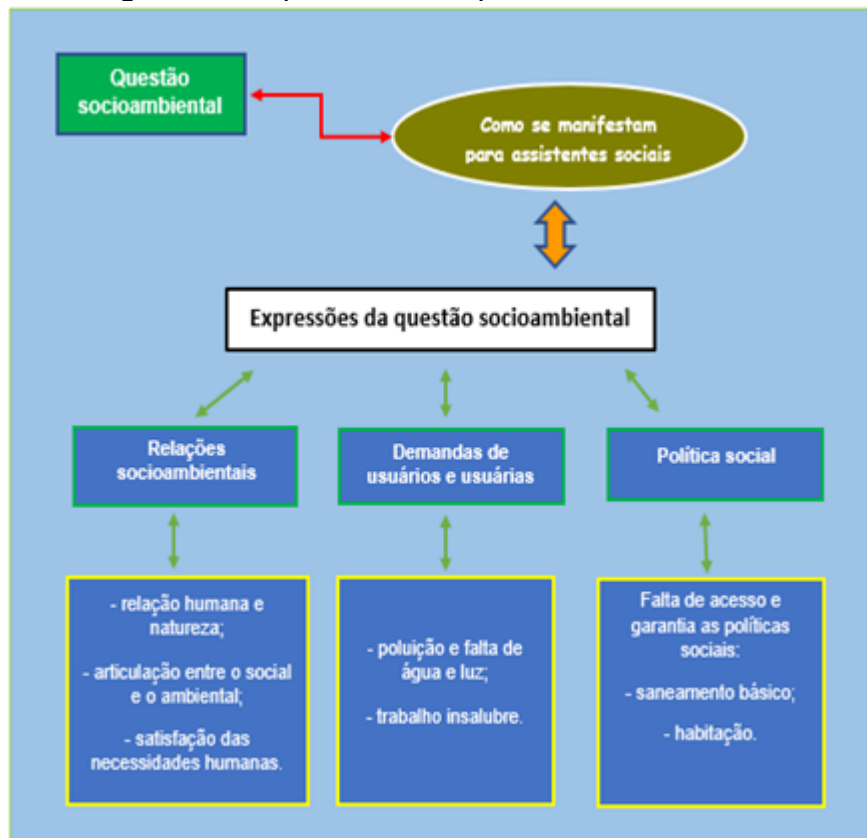 Questão
socioambiental
Como se manifestam
para assistentes sociais
Expressões da questão socioambiental
Relações
socioambientais
Demandas de
usuários e usuárias
Política social
- relação humana e
natureza;
- articulação entre o social
e o ambiental;
- satisfação das
necessidades humanas.
- poluição e falta de
água e luz;
- trabalho insalubre.
Falta de acesso e
garantia as políticas
sociais:
- saneamento básico;
- habitação.